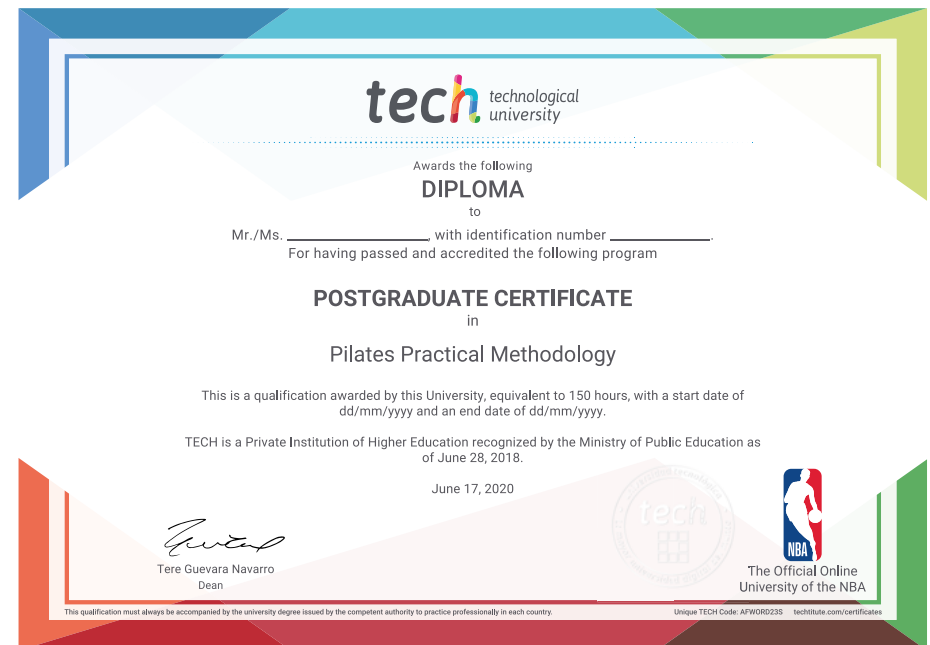 tech technological
university
Awards the following
DIPLOMA
to
Mr./Ms. ____________________, with identification number ______________.
For having passed and accredited the following program
POSTGRADUATE CERTIFICATE
in
Pilates Practical Methodology
This is a qualification awarded by this University, equivalent to 150 hours, with a start date of
dd/mm/yyyy and an end date of dd/mm/yyyy.
TECH is a Private Institution of Higher Education recognized by the Ministry of Public Education as
of June 28, 2018.
June 17, 2020
tech
NBA
Tere Guevara Navarro
Dean
The Official Online
University of the NBA
This qualification must always be accompanied by the university degree issued by the competent authority to practice professionally in each country.
Unique TECH Code: AFWORD23S techtitute.com/certificates